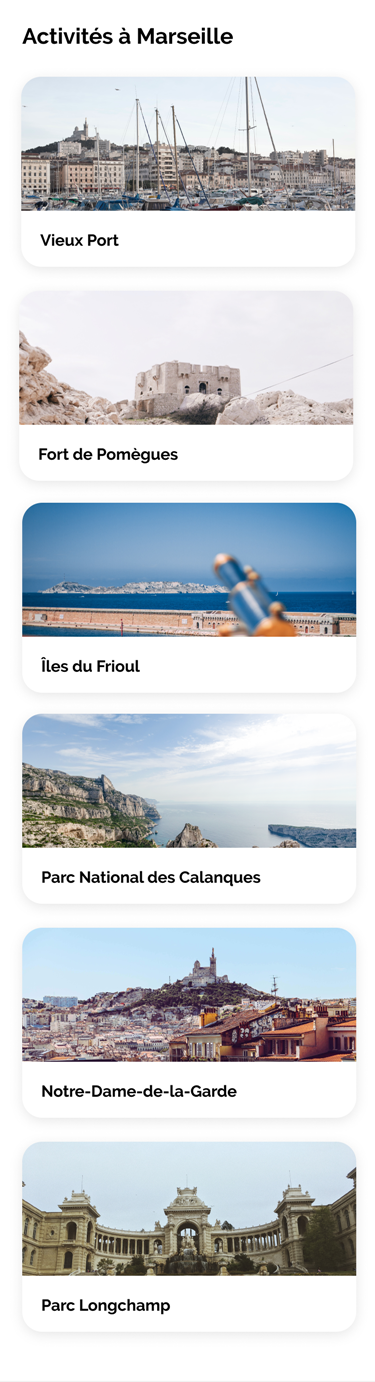 Activités à Marseille
Vieux Port
Fort de Pomègues
Îles du Frioul
Parc National des Calanques
Notre-Dame-de-la-Garde
Parc Longchamp